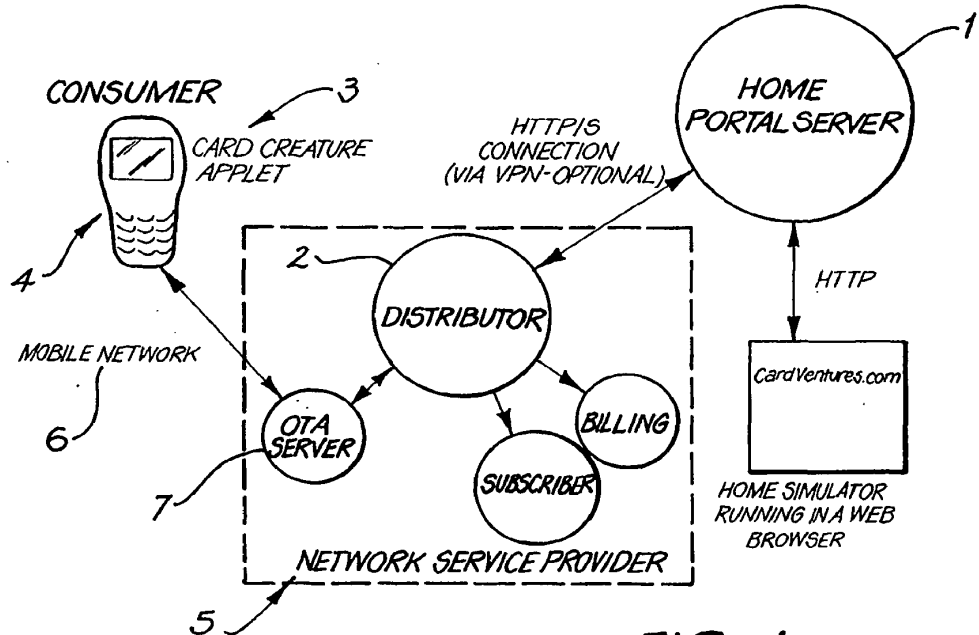 1
HOME
PORTAL SERVER
CONSUMER
3
CARD CREATURE
APPLET
HTTP/S
CONNECTION
(VIA VPN-OPTIONAL)
4
2
DISTRIBUTOR
HTTP
MOBILE NETWORK
6
CardVentures.com
OTA
SERVER
7
BILLING
SUBSCRIBER
HOME SIMULATOR
RUNNING IN A WEB
BROWSER
NETWORK SERVICE PROVIDER
5